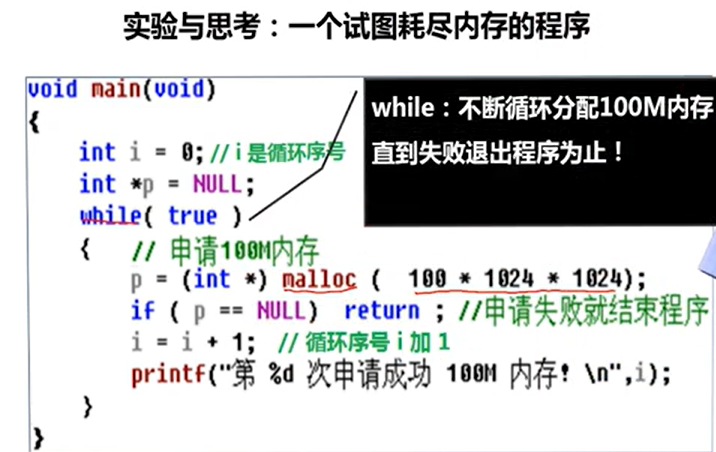 实验与思考：一个试图耗尽内存的程序
void main(void)
{
int i = 0; //i是循环序号
int *p = NULL;
while( true )
{ // 申请100M内存
p = (int *) malloc ( 100 * 1024 * 1024);
if ( p == NULL) return ; //申请失败就结束程序
i = i + 1; // 循环序号 i 加 1
printf("第 %d 次申请成功 100M 内存! \n",i);
}
}
while：不断循环分配100M内存
直到失败退出程序为止！